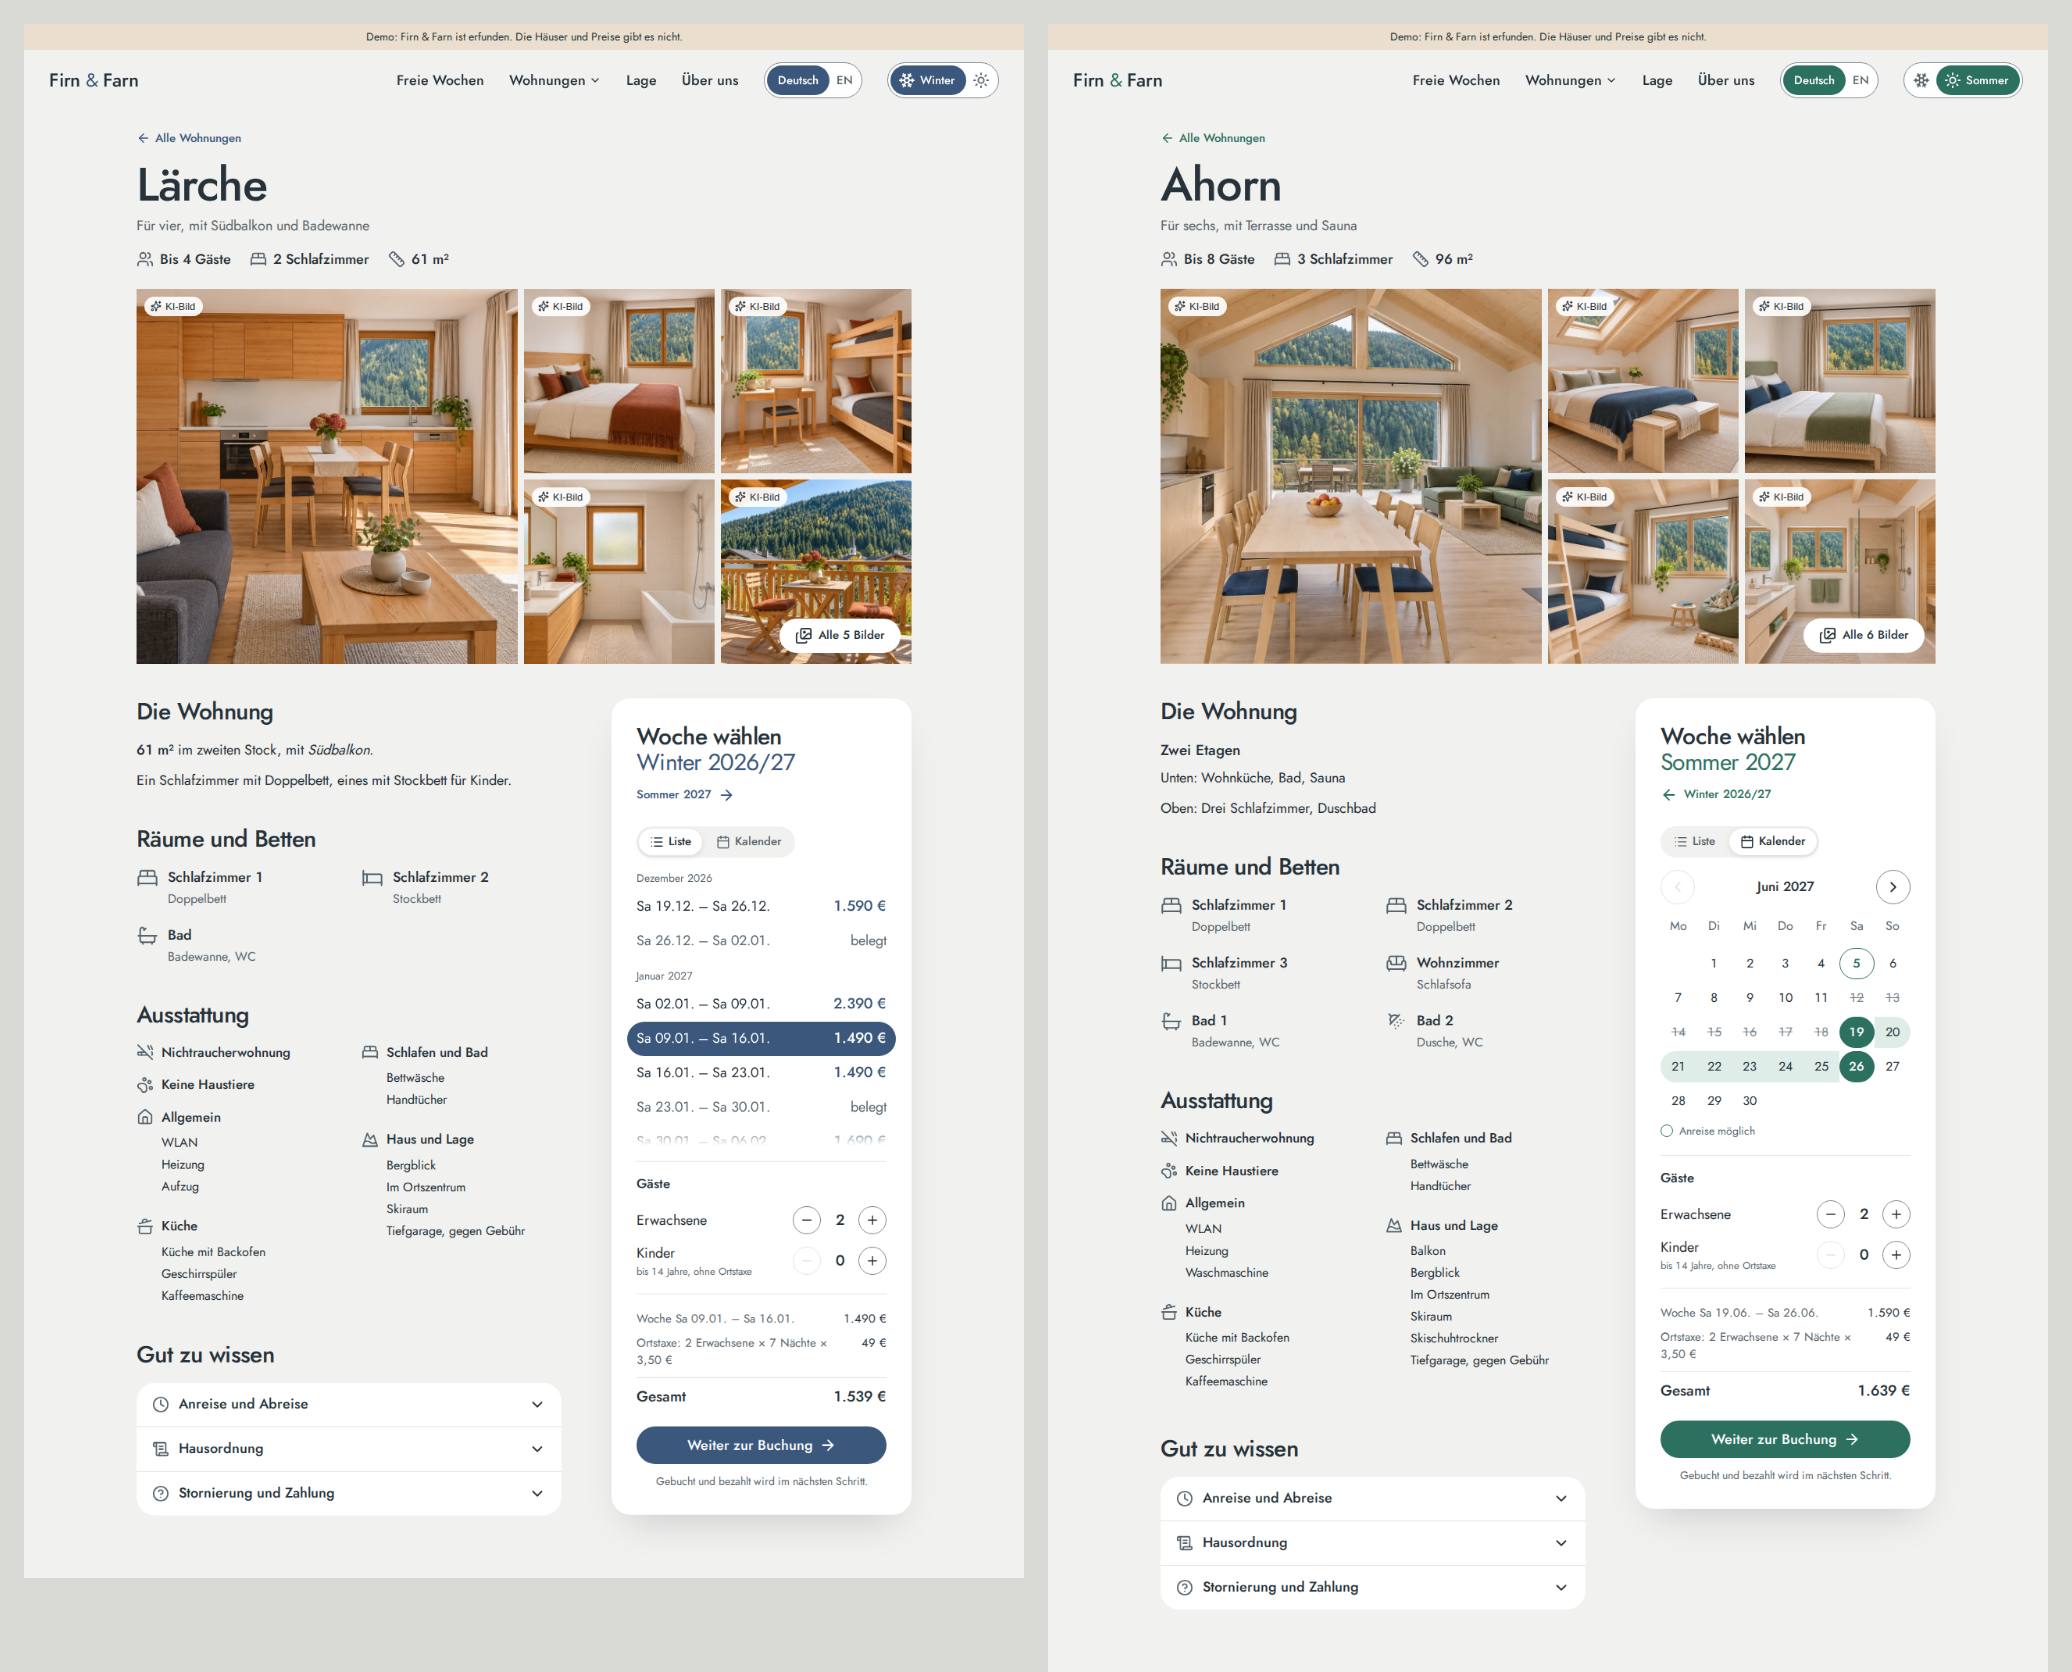 Demo: Firn & Farn ist erfunden. Die Häuser und Preise gibt es nicht.
Firn & Farn
Freie Wochen
Wohnungen
Lage
Über uns
Deutsch EN
Winter
Alle Wohnungen
Lärche
Für vier, mit Südbalkon und Badewanne
Bis 4 Gäste
2 Schlafzimmer
61 m²
KI-Bild
KI-Bild
KI-Bild
KI-Bild
KI-Bild
Alle 5 Bilder
Die Wohnung
61 m² im zweiten Stock, mit Südbalkon.
Ein Schlafzimmer mit Doppelbett, eines mit Stockbett für Kinder.
Räume und Betten
Schlafzimmer 1
Doppelbett
Schlafzimmer 2
Stockbett
Bad
Badewanne, WC
Ausstattung
Nichtraucherwohnung
Keine Haustiere
Allgemein
WLAN
Heizung
Aufzug
Küche
Küche mit Backofen
Geschirrspüler
Kaffeemaschine
Schlafen und Bad
Bettwäsche
Handtücher
Haus und Lage
Bergblick
Im Ortszentrum
Skiraum
Tiefgarage, gegen Gebühr
Gut zu wissen
Anreise und Abreise
Hausordnung
Stornierung und Zahlung
Woche wählen
Winter 2026/27
Sommer 2027
Liste
Kalender
Dezember 2026
Sa 19.12. – Sa 26.12. 1.590 €
Sa 26.12. – Sa 02.01. belegt
Januar 2027
Sa 02.01. – Sa 09.01. 2.390 €
Sa 09.01. – Sa 16.01. 1.490 €
Sa 16.01. – Sa 23.01. 1.490 €
Sa 23.01. – Sa 30.01. belegt
Sa 30.01. – Sa 06.02. 1.690 €
Gäste
Erwachsene 2
Kinder 0
bis 14 Jahre, ohne Ortstaxe
Woche Sa 09.01. – Sa 16.01. 1.490 €
Ortstaxe: 2 Erwachsene × 7 Nächte × 49 €
3,50 €
Gesamt 1.539 €
Weiter zur Buchung
Gebucht und bezahlt wird im nächsten Schritt.
Demo: Firn & Farn ist erfunden. Die Häuser und Preise gibt es nicht.
Firn & Farn
Freie Wochen
Wohnungen
Lage
Über uns
Deutsch EN
Sommer
Alle Wohnungen
Ahorn
Für sechs, mit Terrasse und Sauna
Bis 8 Gäste
3 Schlafzimmer
96 m²
KI-Bild
KI-Bild
KI-Bild
KI-Bild
KI-Bild
Alle 6 Bilder
Die Wohnung
Zwei Etagen
Unten: Wohnküche, Bad, Sauna
Oben: Drei Schlafzimmer, Duschbad
Räume und Betten
Schlafzimmer 1
Doppelbett
Schlafzimmer 2
Doppelbett
Schlafzimmer 3
Stockbett
Wohnzimmer
Schlafsofa
Bad 1
Badewanne, WC
Bad 2
Dusche, WC
Ausstattung
Nichtraucherwohnung
Keine Haustiere
Allgemein
WLAN
Heizung
Waschmaschine
Küche
Küche mit Backofen
Geschirrspüler
Kaffeemaschine
Schlafen und Bad
Bettwäsche
Handtücher
Haus und Lage
Balkon
Bergblick
Im Ortszentrum
Skiraum
Skischuhtrockner
Tiefgarage, gegen Gebühr
Gut zu wissen
Anreise und Abreise
Hausordnung
Stornierung und Zahlung
Woche wählen
Sommer 2027
Winter 2026/27
Liste
Kalender
Juni 2027
Mo Di Mi Do Fr Sa So
1 2 3 4 5 6
7 8 9 10 11 12 13
14 15 16 17 18 19 20
21 22 23 24 25 26 27
28 29 30
Anreise möglich
Gäste
Erwachsene 2
Kinder 0
bis 14 Jahre, ohne Ortstaxe
Woche Sa 19.06. – Sa 26.06. 1.590 €
Ortstaxe: 2 Erwachsene × 7 Nächte × 49 €
3,50 €
Gesamt 1.639 €
Weiter zur Buchung
Gebucht und bezahlt wird im nächsten Schritt.